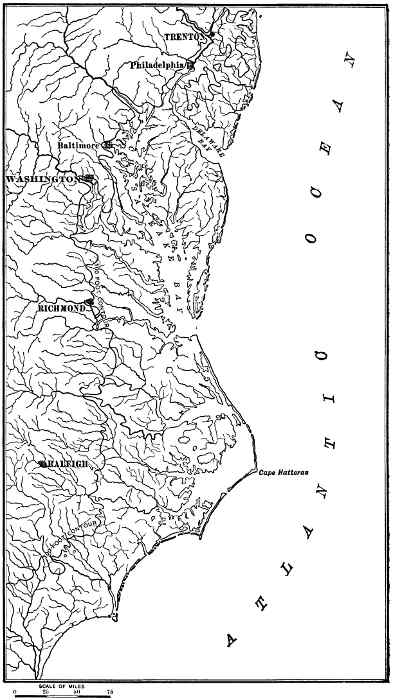 TRENTON
Philadelphia
Baltimore
DELAWARE BAY
WASHINGTON
CHESAPEAKE BAY
RICHMOND
RALEIGH
Cape Hatteras
CONTOUR
ATLANTIC OCEAN
SCALE OF MILES
0 25 50 75